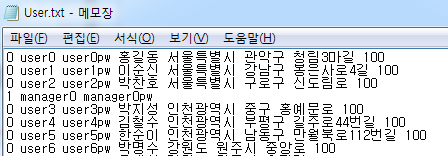 User.txt - 메모장
파일(F) 편집(E) 서식(O) 보기(V) 도움말(H)
0 user0 user0pw 홍길동 서울특별시 관악구 청림3마길 100
0 user1 user1pw 이순신 서울특별시 강남구 봉은사로4길 100
0 user2 user2pw 박찬호 서울특별시 구로구 신도림로 100
1 manager0 manager0pw
0 user3 user3pw 박지성 인천광역시 중구 홍예문로 100
0 user4 user4pw 김철수 인천광역시 부평구 길주로44번길 100
0 user5 user5pw 한순이 인천광역시 남동구 만월북로112번길 100
0 user6 user6pw 박명수 강원도 원주시 중앙로 100